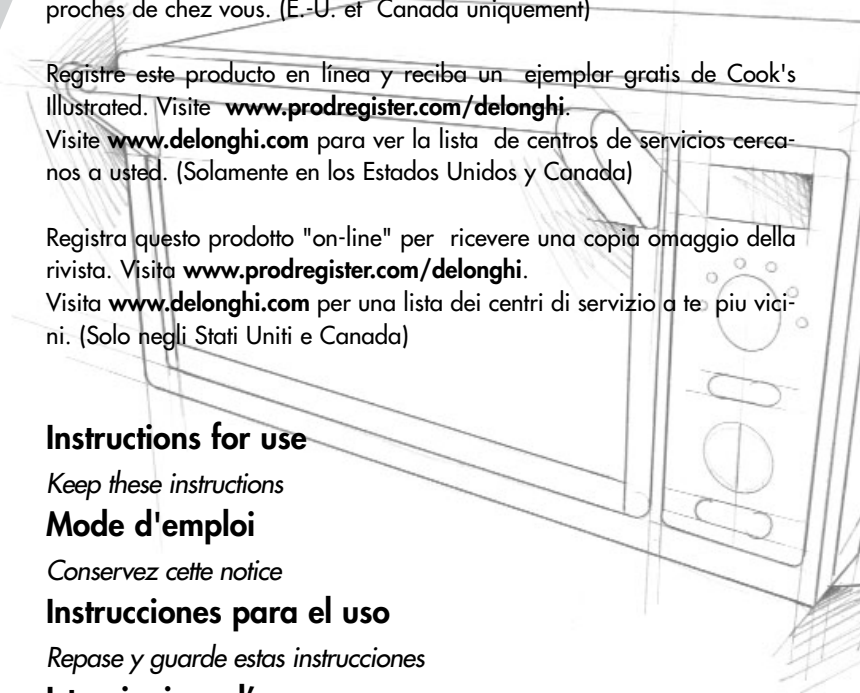 proches de chez vous. (E.-U. et Canada uniquement)
Registre este producto en línea y reciba un ejemplar gratis de Cook's
Illustrated. Visite www.prodregister.com/delonghi.
Visite www.delonghi.com para ver la lista de centros de servicios cerca-
nos a usted. (Solamente en los Estados Unidos y Canada)
Registra questo prodotto "on-line" per ricevere una copia omaggio della
rivista. Visita www.prodregister.com/delonghi.
Visita www.delonghi.com per una lista dei centri di servizio a te piu vici-
ni. (Solo negli Stati Uniti e Canada)
Instructions for use
Keep these instructions
Mode d'emploi
Conservez cette notice
Instrucciones para el uso
Repase y guarde estas instrucciones